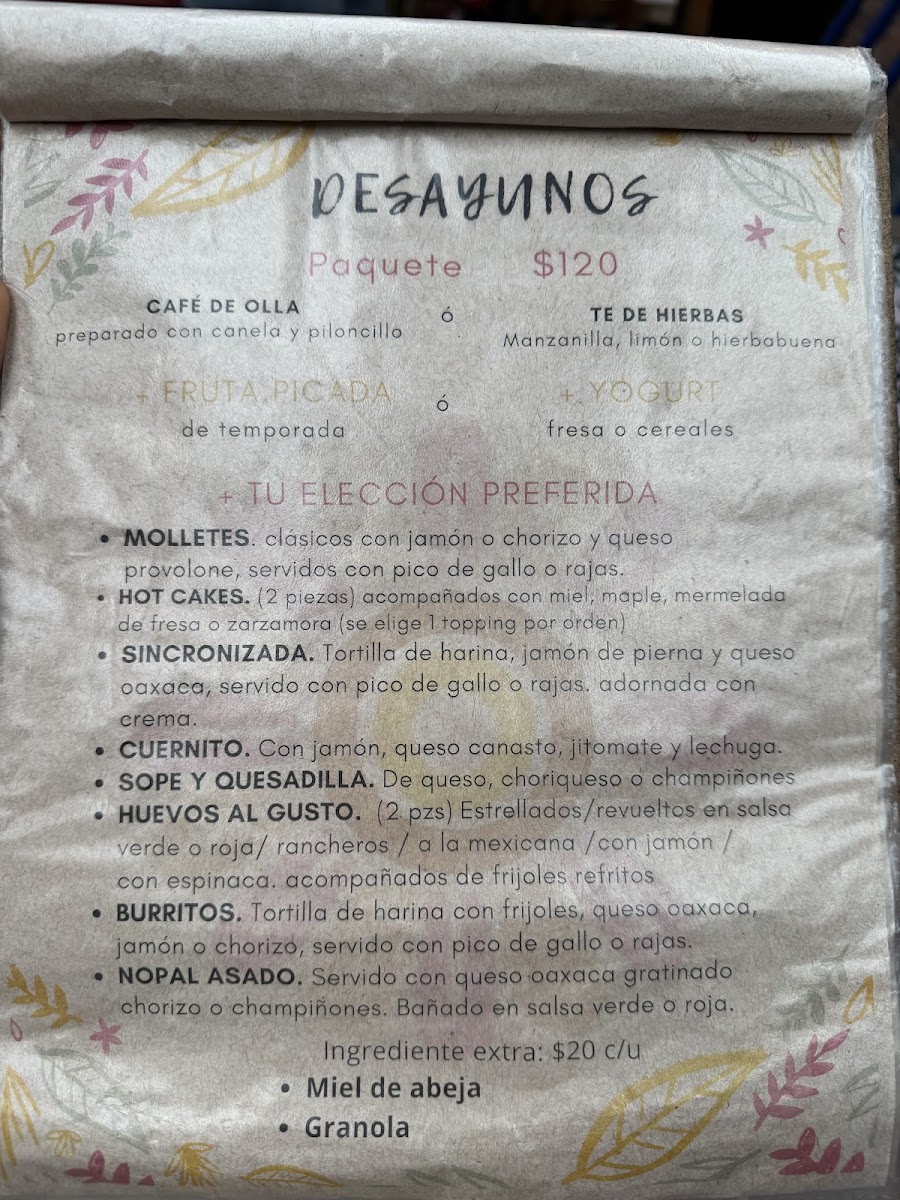 DESAYUNOS
Paquete $120
CAFÉ DE OLLA ó TE DE HIERBAS
preparado con canela y piloncillo Manzanilla, limón o hierbabuena
+ FRUTA PICADA ó + YOGURT
de temporada fresa o cereales
+ TU ELECCIÓN PREFERIDA
• MOLLETES. clásicos con jamón o chorizo y queso
provolone, servidos con pico de gallo o rajas.
• HOT CAKES. (2 piezas) acompañados con miel, maple, mermelada
de fresa o zarzamora (se elige 1 topping por orden)
• SINCRONIZADA. Tortilla de harina, jamón de pierna y queso
oaxaca, servido con pico de gallo o rajas. adornada con
crema.
• CUERNITO. Con jamón, queso canasto, jitomate y lechuga.
• SOPE Y QUESADILLA. De queso, choriqueso o champiñones
• HUEVOS AL GUSTO. (2 pzs) Estrellados/revueltos en salsa
verde o roja/ rancheros / a la mexicana /con jamón /
con espinaca. acompañados de frijoles refritos
• BURRITOS. Tortilla de harina con frijoles, queso oaxaca,
jamón o chorizo, servido con pico de gallo o rajas.
• NOPAL ASADO. Servido con queso oaxaca gratinado
chorizo o champiñones. Bañado en salsa verde o roja.
Ingrediente extra: $20 c/u
• Miel de abeja
• Granola